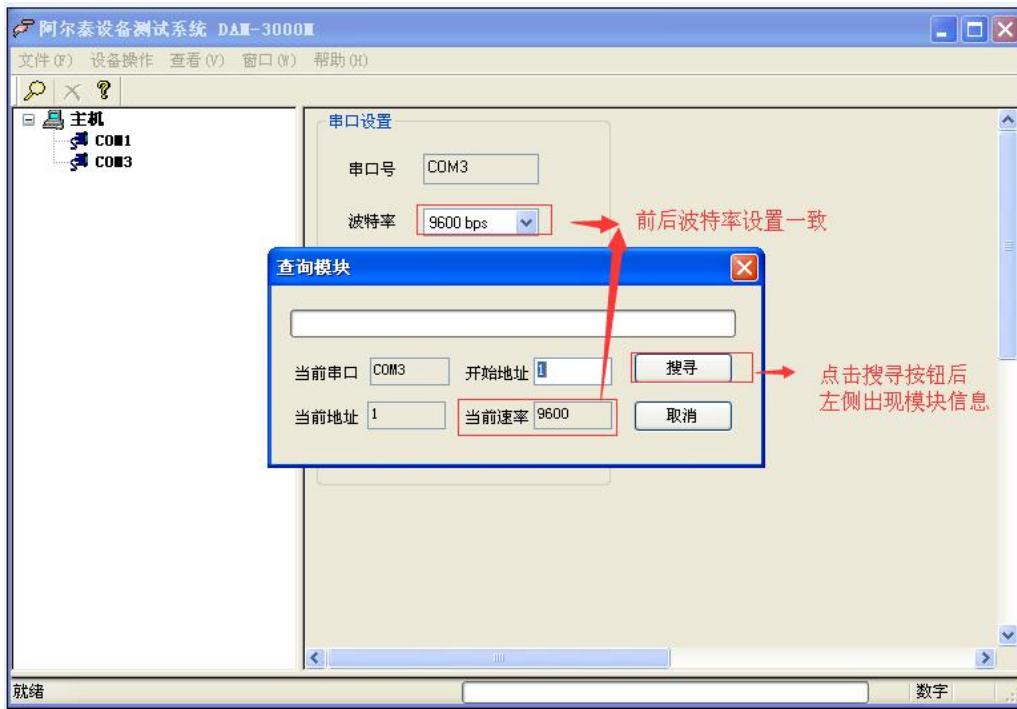 阿尔泰设备测试系统 DAM-3000M
文件(F) 设备操作 查看(V) 窗口(W) 帮助(H)
主机
COM1
COM3
串口设置
串口号 COM3
波特率 9600 bps
前后波特率设置一致
查询模块
当前串口 COM3 开始地址 1 搜寻
当前地址 1 当前速率 9600 取消
点击搜寻按钮后
左侧出现模块信息
就绪 数字